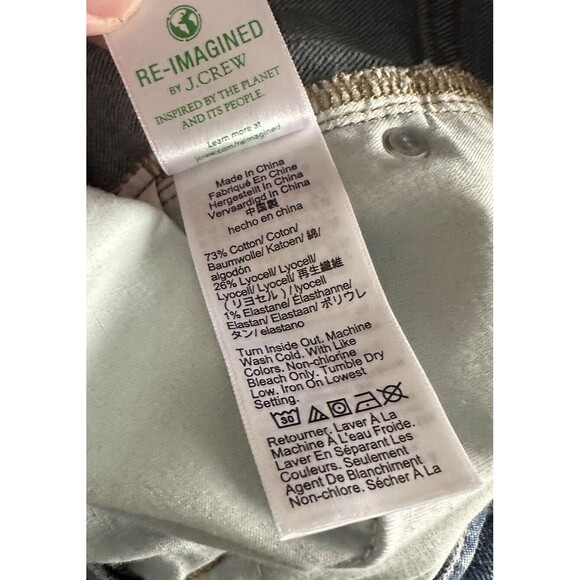 RE-IMAGINED
BY J.CREW
INSPIRED BY THE PLANET
AND ITS PEOPLE.
Learn more at
jcrew.com/re-imagined
Made In China
Fabriqué En Chine
Hergestellt In China
Vervaardigd In China
中国製
hecho en china
73% Cotton/ Coton/
Baumwolle/ Katoen/ 綿/
algodón
26% Lyocell/ Lyocell/
Lyocell/ Lyocell/ 再生繊維
(リヨセル)/lyocell
1% Elastane/ Elasthanne/
Elastan/ Elastaan/ ポリウレ
タン/ elastano
Turn Inside Out. Machine
Wash Cold. With Like
Colors. Non-chlorine
Bleach Only. Tumble Dry
Low. Iron On Lowest
Setting.
30
Retourner. Laver À La
Machine À L'eau Froide.
Laver En Séparant Les
Couleurs. Seulement
Agent De Blanchiment
Non-chlore. Sécher À La